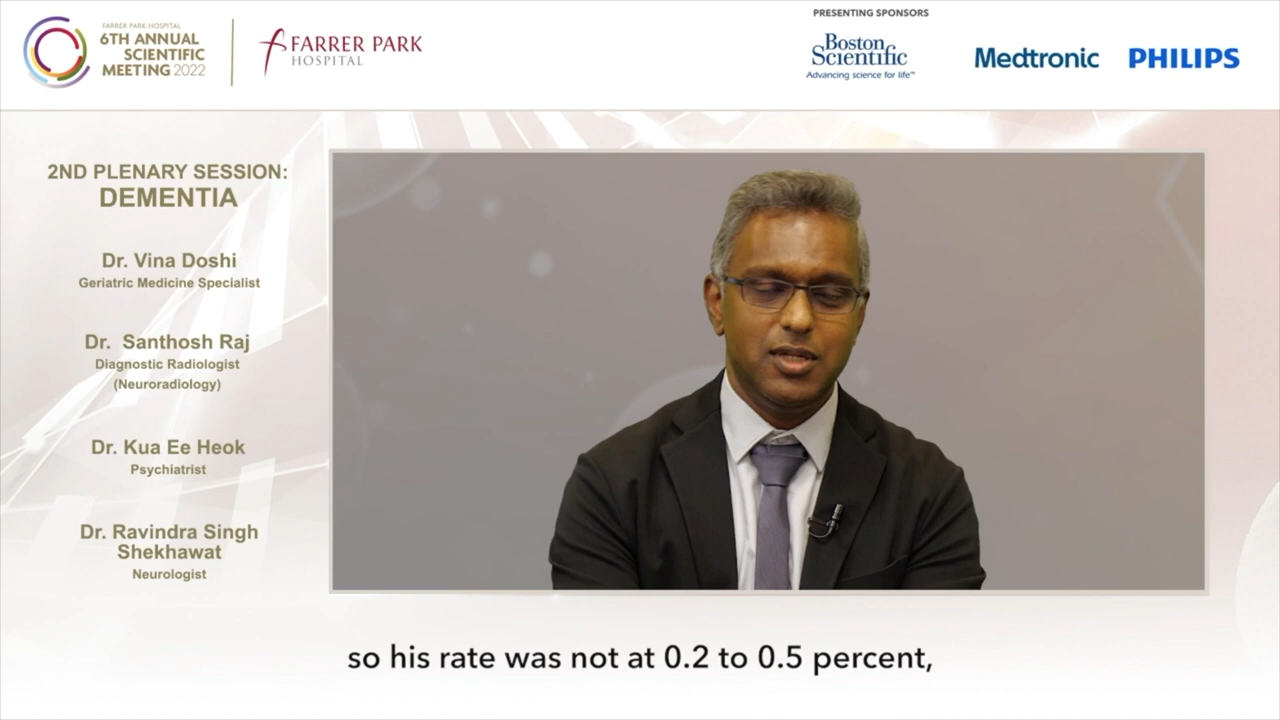 FARRER PARK HOSPITAL
6TH ANNUAL
SCIENTIFIC
MEETING 2022
FARRER PARK
HOSPITAL
PRESENTING SPONSORS
Boston
Scientific
Advancing science for life™
Medtronic
PHILIPS
2ND PLENARY SESSION:
DEMENTIA
Dr. Vina Doshi
Geriatric Medicine Specialist
Dr. Santhosh Raj
Diagnostic Radiologist
(Neuroradiology)
Dr. Kua Ee Heok
Psychiatrist
Dr. Ravindra Singh
Shekhawat
Neurologist
so his rate was not at 0.2 to 0.5 percent,